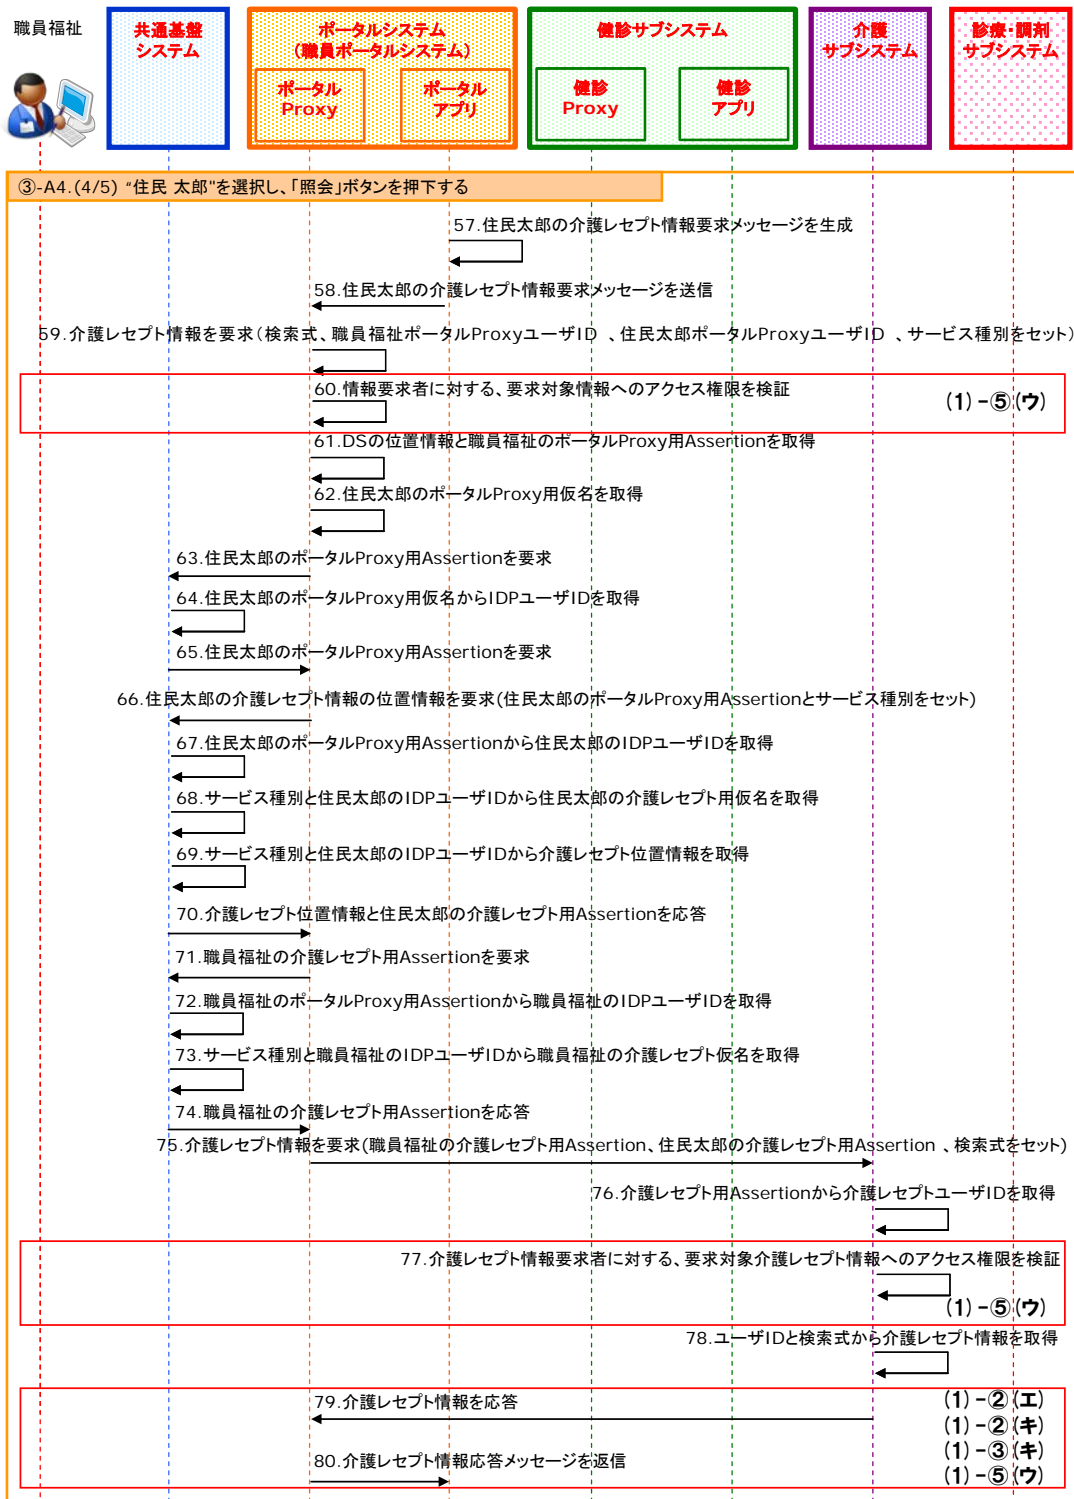 職員福祉
共通基盤
システム
ポータルシステム
(職員ポータルシステム)
ポータル
Proxy
ポータル
アプリ
健診サブシステム
健診
Proxy
健診
アプリ
介護
サブシステム
診療・調剤
サブシステム
③-A4.(4/5) “住民 太郎"を選択し、「照会」ボタンを押下する
57.住民太郎の介護レセプト情報要求メッセージを生成
58.住民太郎の介護レセプト情報要求メッセージを送信
59.介護レセプト情報を要求(検索式、職員福祉ポータルProxyユーザID 、住民太郎ポータルProxyユーザID 、サービス種別をセット)
60.情報要求者に対する、要求対象情報へのアクセス権限を検証
(1)-⑤(ウ)
61.DSの位置情報と職員福祉のポータルProxy用Assertionを取得
62.住民太郎のポータルProxy用仮名を取得
63.住民太郎のポータルProxy用Assertionを要求
64.住民太郎のポータルProxy用仮名からIDPユーザIDを取得
65.住民太郎のポータルProxy用Assertionを要求
66.住民太郎の介護レセプト情報の位置情報を要求(住民太郎のポータルProxy用Assertionとサービス種別をセット)
67.住民太郎のポータルProxy用Assertionから住民太郎のIDPユーザIDを取得
68.サービス種別と住民太郎のIDPユーザIDから住民太郎の介護レセプト用仮名を取得
69.サービス種別と住民太郎のIDPユーザIDから介護レセプト位置情報を取得
70.介護レセプト位置情報と住民太郎の介護レセプト用Assertionを応答
71.職員福祉の介護レセプト用Assertionを要求
72.職員福祉のポータルProxy用Assertionから職員福祉のIDPユーザIDを取得
73.サービス種別と職員福祉のIDPユーザIDから職員福祉の介護レセプト仮名を取得
74.職員福祉の介護レセプト用Assertionを応答
75.介護レセプト情報を要求(職員福祉の介護レセプト用Assertion、住民太郎の介護レセプト用Assertion 、検索式をセット)
76.介護レセプト用Assertionから介護レセプトユーザIDを取得
77.介護レセプト情報要求者に対する、要求対象介護レセプト情報へのアクセス権限を検証
(1)-⑤(ウ)
78.ユーザIDと検索式から介護レセプト情報を取得
79.介護レセプト情報を応答
(1)-②(エ)
(1)-②(キ)
(1)-③(キ)
80.介護レセプト情報応答メッセージを返信
(1)-⑤(ウ)